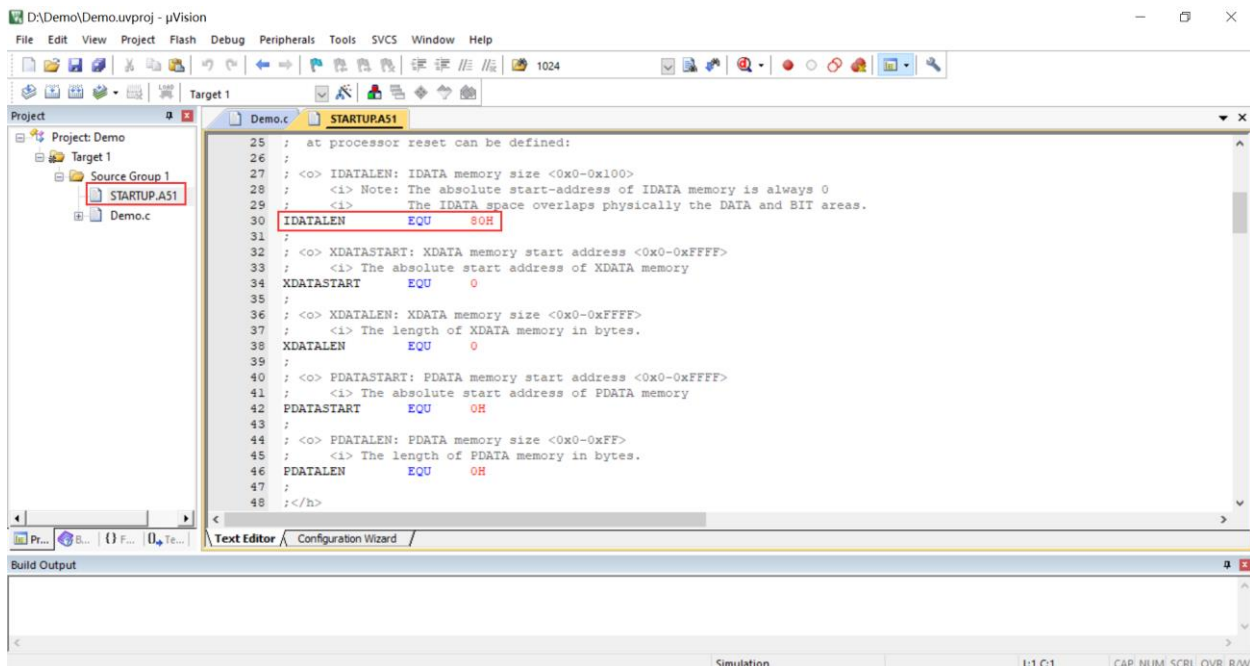 D:\Demo\Demo.uvproj - µVision
File Edit View Project Flash Debug Peripherals Tools SVCS Window Help
1024
LOAD Target 1
Project
Demo.c STARTUP.A51
Project: Demo
Target 1
Source Group 1
STARTUP.A51
Demo.c
25 ;  at processor reset can be defined:
26 ;
27 ; <o> IDATALEN: IDATA memory size <0x0-0x100>
28 ;     <i> Note: The absolute start-address of IDATA memory is always 0
29 ;     <i>       The IDATA space overlaps physically the DATA and BIT areas.
30 IDATALEN        EQU     80H
31 ;
32 ; <o> XDATASTART: XDATA memory start address <0x0-0xFFFF>
33 ;     <i> The absolute start address of XDATA memory
34 XDATASTART      EQU     0
35 ;
36 ; <o> XDATALEN: XDATA memory size <0x0-0xFFFF>
37 ;     <i> The length of XDATA memory in bytes.
38 XDATALEN        EQU     0
39 ;
40 ; <o> PDATASTART: PDATA memory start address <0x0-0xFFFF>
41 ;     <i> The absolute start address of PDATA memory
42 PDATASTART      EQU     0H
43 ;
44 ; <o> PDATALEN: PDATA memory size <0x0-0xFF>
45 ;     <i> The length of PDATA memory in bytes.
46 PDATALEN        EQU     0H
47 ;
48 ;</h>
Pr... B... {} F... 0 Te... Text Editor Configuration Wizard
Build Output
Simulation L:1 C:1 CAP NUM SCRL OVR R/W